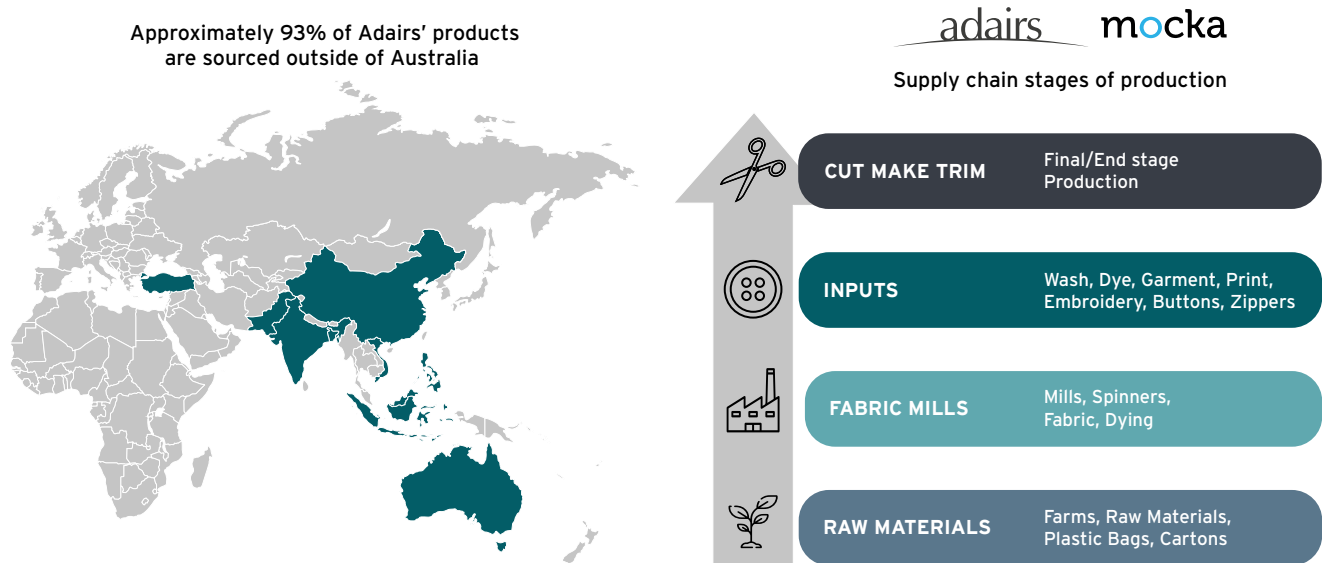 Approximately 93% of Adairs’ products
are sourced outside of Australia
adairs mocka
Supply chain stages of production
CUT MAKE TRIM
Final/End stage
Production
INPUTS
Wash, Dye, Garment, Print,
Embroidery, Buttons, Zippers
FABRIC MILLS
Mills, Spinners,
Fabric, Dying
RAW MATERIALS
Farms, Raw Materials,
Plastic Bags, Cartons